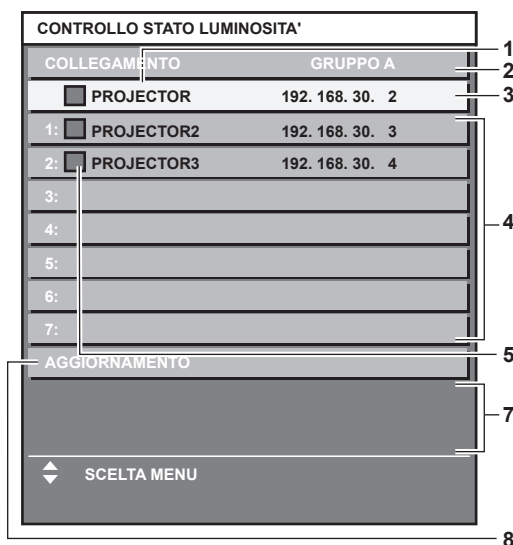 CONTROLLO STATO LUMINOSITA'
COLLEGAMENTO GRUPPO A
PROJECTOR 192. 168. 30. 2
1: PROJECTOR2 192. 168. 30. 3
2: PROJECTOR3 192. 168. 30. 4
3:
4:
5:
6:
7:
AGGIORNAMENTO
SCELTA MENU
1
2
3
4
5
7
8